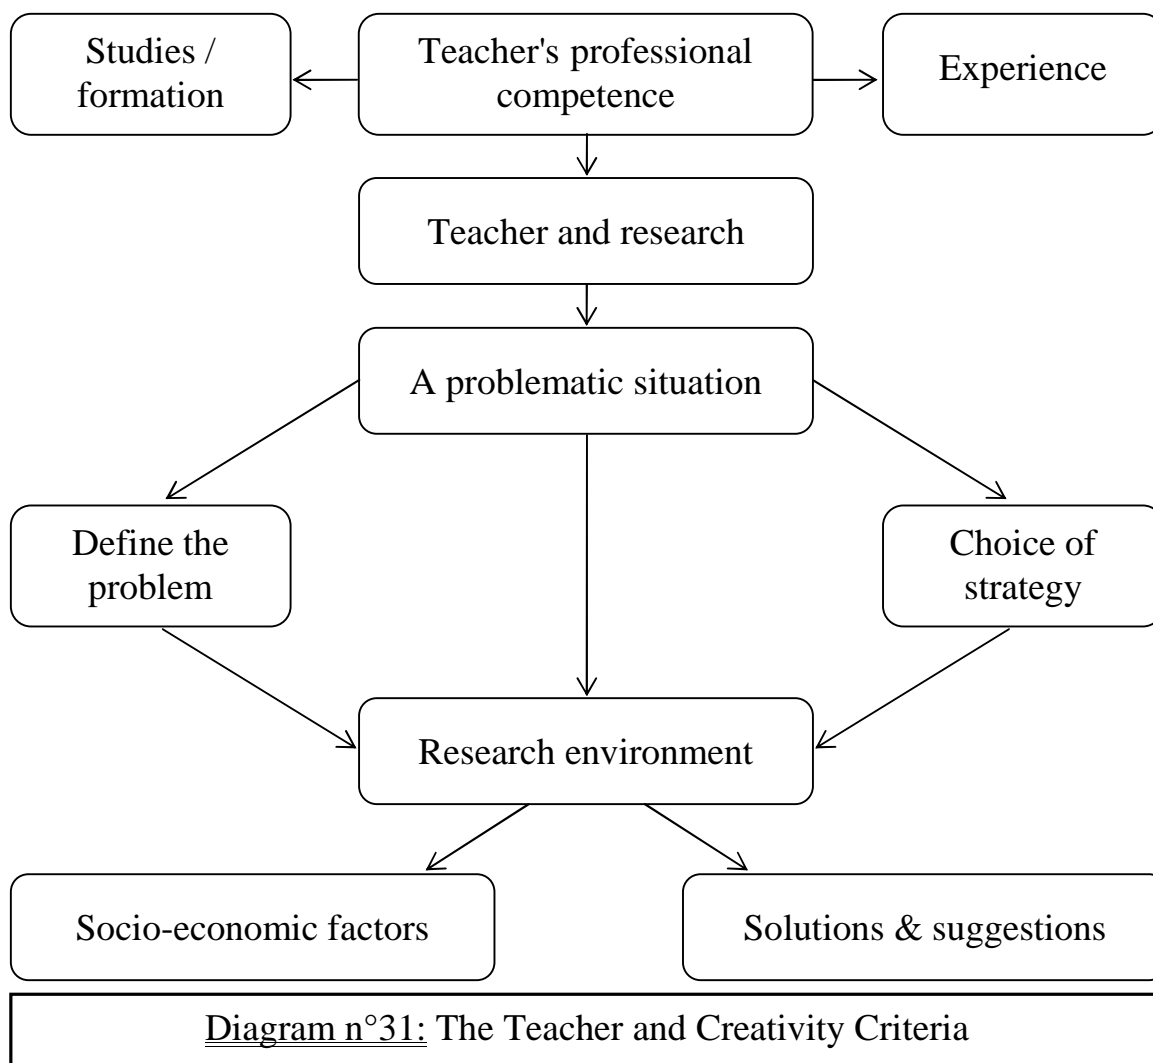 Studies /
formation
Teacher's professional
competence
Experience
Teacher and research
A problematic situation
Define the
problem
Choice of
strategy
Research environment
Socio-economic factors
Solutions & suggestions
Diagram n°31: The Teacher and Creativity Criteria